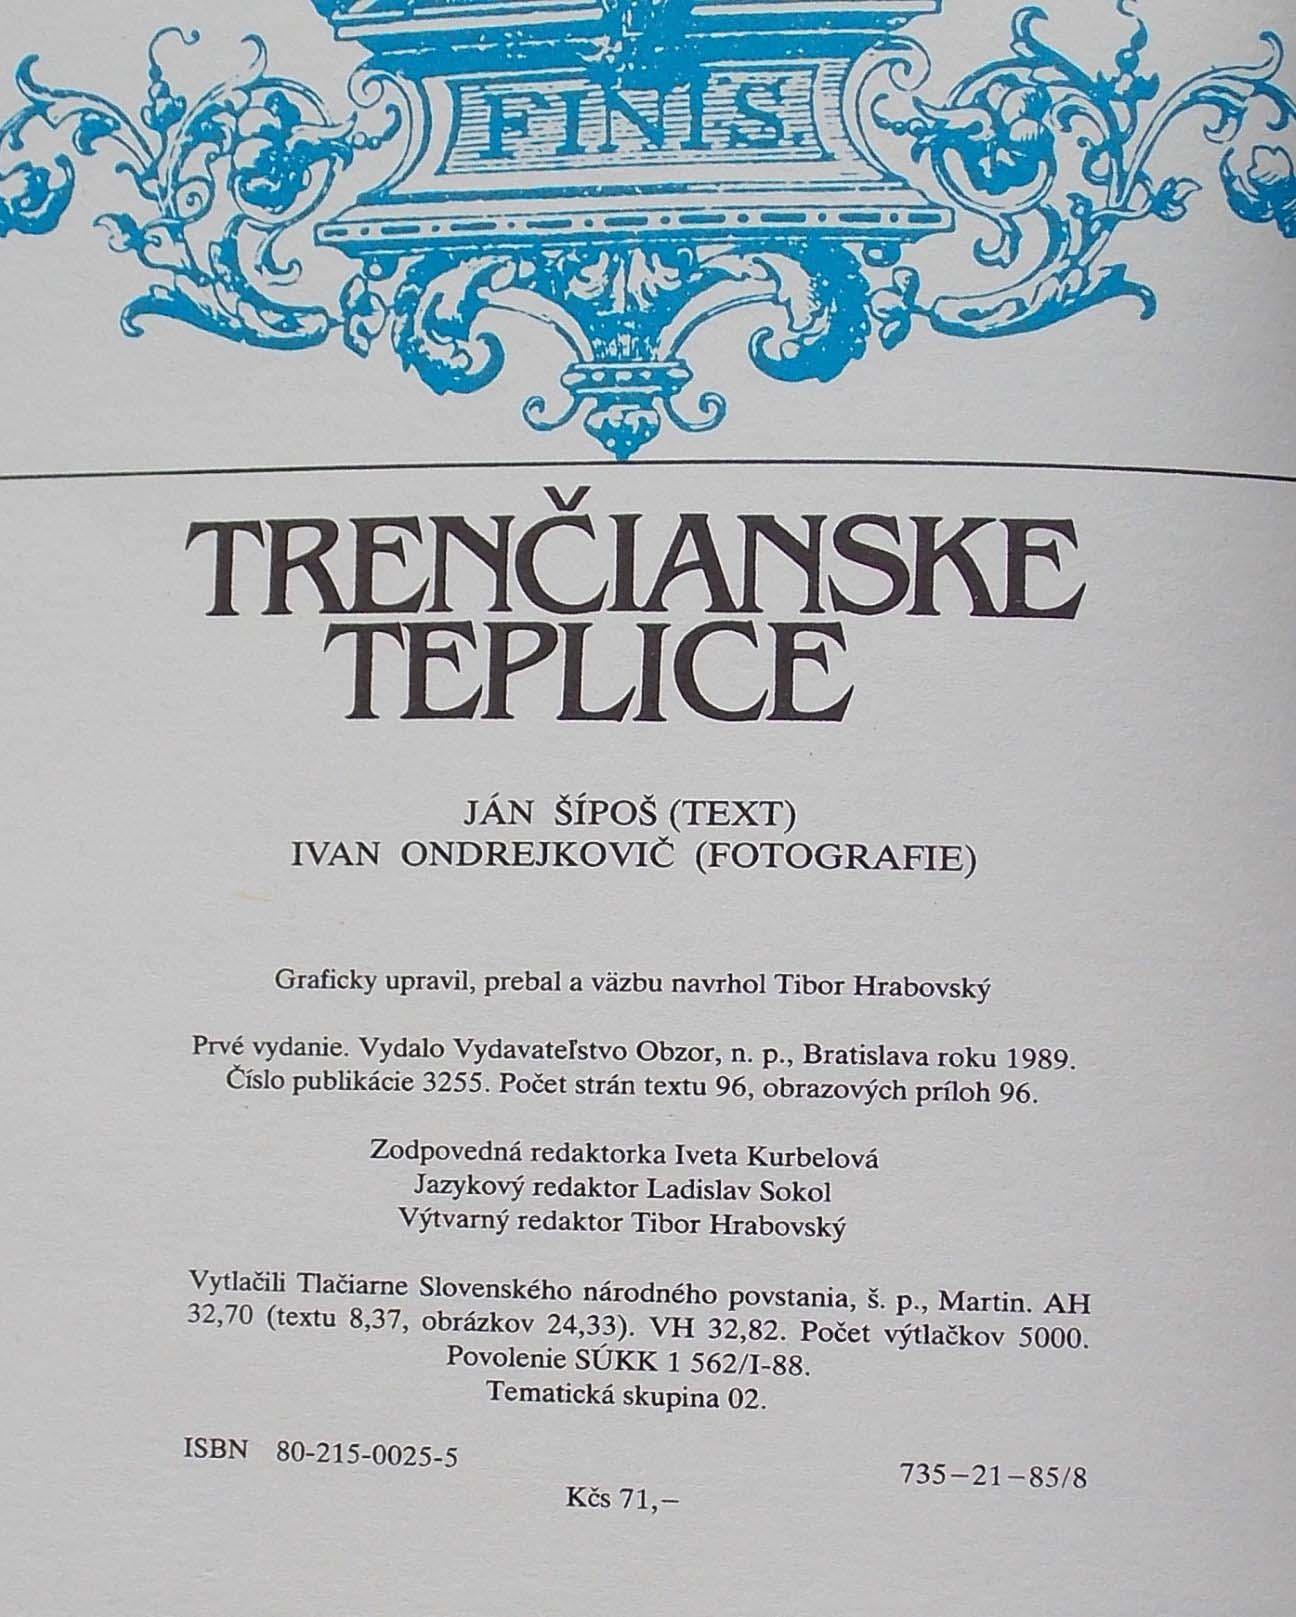 FINIS.
TRENČIANSKE
TEPLICE
JÁN ŠÍPOŠ (TEXT)
IVAN ONDREJKOVIČ (FOTOGRAFIE)
Graficky upravil, prebal a väzbu navrhol Tibor Hrabovský
Prvé vydanie. Vydalo Vydavateľstvo Obzor, n. p., Bratislava roku 1989.
Číslo publikácie 3255. Počet strán textu 96, obrazových príloh 96.
Zodpovedná redaktorka Iveta Kurbelová
Jazykový redaktor Ladislav Sokol
Výtvarný redaktor Tibor Hrabovský
Vytlačili Tlačiarne Slovenského národného povstania, š. p., Martin. AH
32,70 (textu 8,37, obrázkov 24,33). VH 32,82. Počet výtlačkov 5000.
Povolenie SÚKK 1 562/I-88.
Tematická skupina 02.
ISBN 80-215-0025-5
735–21–85/8
Kčs 71,–